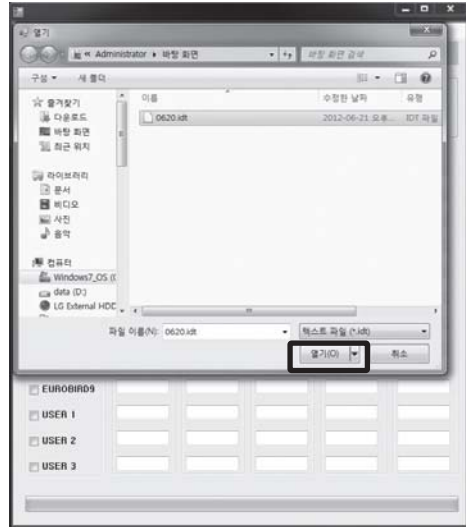 열기
« Administrator ▸ 바탕 화면
바탕 화면 검색
구성 ▾ 새 폴더
이름 수정한 날짜 유형
0620.idt 2012-06-21 오후... IDT 파일
즐겨찾기
다운로드
바탕 화면
최근 위치
라이브러리
문서
비디오
사진
음악
컴퓨터
Windows7_OS (C
data (D:)
LG External HDD
파일 이름(N): 0620.idt 텍스트 파일 (*.idt)
열기(O) 취소
EUROBIRD9
USER 1
USER 2
USER 3